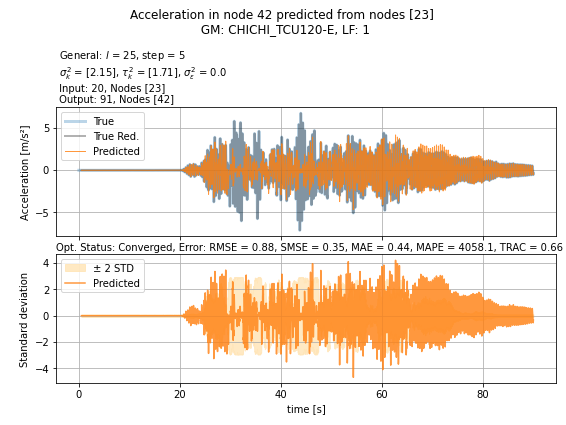 Acceleration in node 42 predicted from nodes [23]
GM: CHICHI_TCU120-E, LF: 1
General: l = 25, step = 5
σ²ₖ = [2.15], τ²ₖ = [1.71], σ²ε = 0.0
Input: 20, Nodes [23]
Output: 91, Nodes [42]
True
True Red.
Predicted
5
0
−5
Acceleration [m/s²]
Opt. Status: Converged, Error: RMSE = 0.88, SMSE = 0.35, MAE = 0.44, MAPE = 4058.1, TRAC = 0.66
± 2 STD
Predicted
4
2
0
−2
−4
Standard deviation
0 20 40 60 80
time [s]